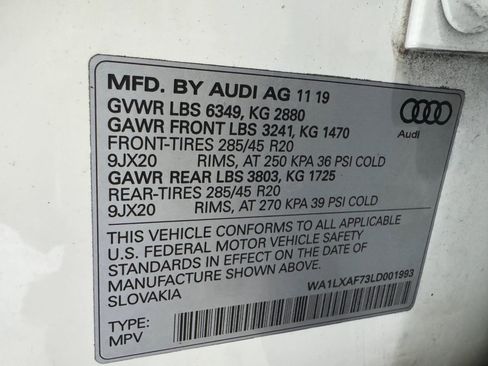 MFD. BY AUDI AG 11 19
GVWR LBS 6349, KG 2880
GAWR FRONT LBS 3241, KG 1470
FRONT-TIRES 285/45 R20
9JX20 RIMS, AT 250 KPA 36 PSI COLD
GAWR REAR LBS 3803, KG 1725
REAR-TIRES 285/45 R20
9JX20 RIMS, AT 270 KPA 39 PSI COLD
Audi
THIS VEHICLE CONFORMS TO ALL APPLICABLE
U.S. FEDERAL MOTOR VEHICLE SAFETY
STANDARDS IN EFFECT ON THE DATE OF
MANUFACTURE SHOWN ABOVE.
SLOVAKIA
WA1LXAF73LD001993
TYPE:
MPV